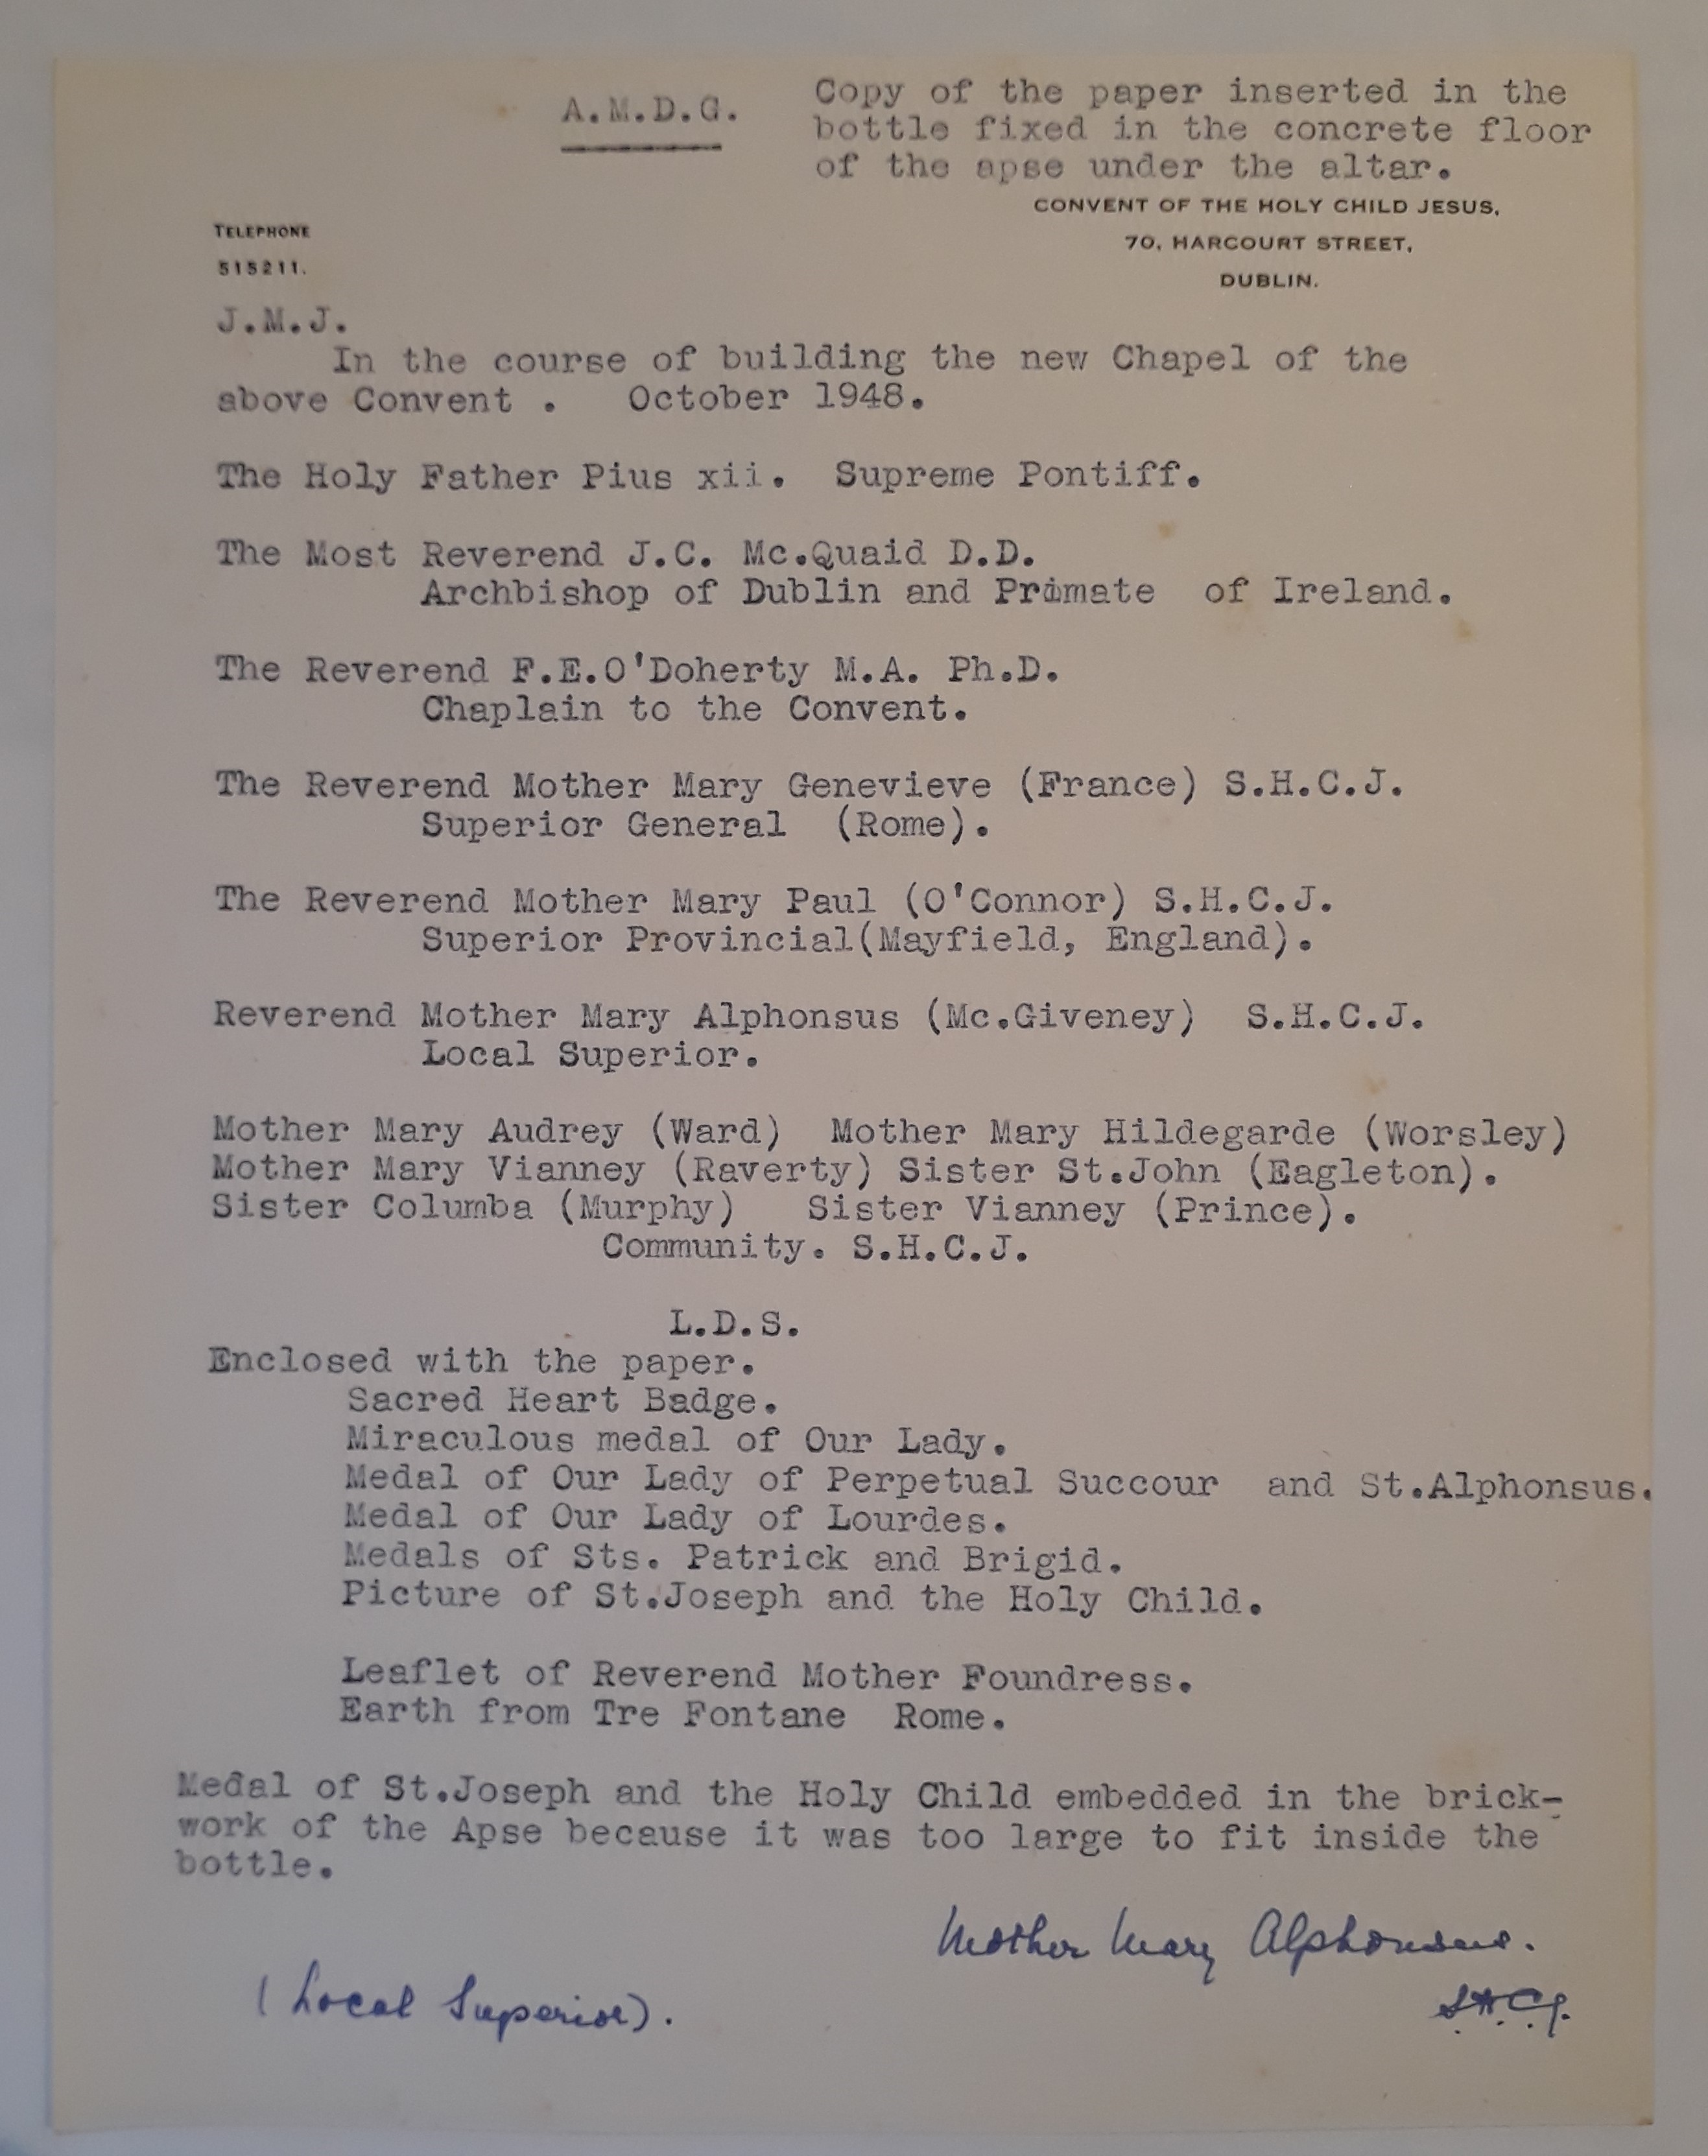 A.M.D.G.
Copy of the paper inserted in the
bottle fixed in the concrete floor
of the apse under the altar.
CONVENT OF THE HOLY CHILD JESUS,
70, HARCOURT STREET,
DUBLIN.
TELEPHONE
515211.
J.M.J.
In the course of building the new Chapel of the
above Convent . October 1948.
The Holy Father Pius xii. Supreme Pontiff.
The Most Reverend J.C. Mc.Quaid D.D.
Archbishop of Dublin and Primate of Ireland.
The Reverend F.E.O'Doherty M.A. Ph.D.
Chaplain to the Convent.
The Reverend Mother Mary Genevieve (France) S.H.C.J.
Superior General (Rome).
The Reverend Mother Mary Paul (O'Connor) S.H.C.J.
Superior Provincial(Mayfield, England).
Reverend Mother Mary Alphonsus (Mc.Giveney) S.H.C.J.
Local Superior.
Mother Mary Audrey (Ward) Mother Mary Hildegarde (Worsley)
Mother Mary Vianney (Raverty) Sister St.John (Eagleton).
Sister Columba (Murphy) Sister Vianney (Prince).
Community. S.H.C.J.
L.D.S.
Enclosed with the paper.
Sacred Heart Badge.
Miraculous medal of Our Lady.
Medal of Our Lady of Perpetual Succour and St.Alphonsus.
Medal of Our Lady of Lourdes.
Medals of Sts. Patrick and Brigid.
Picture of St.Joseph and the Holy Child.
Leaflet of Reverend Mother Foundress.
Earth from Tre Fontane Rome.
Medal of St.Joseph and the Holy Child embedded in the brick-
work of the Apse because it was too large to fit inside the
bottle.
Mother Mary Alphonsus.
S.H.C.J.
(Local Superior).